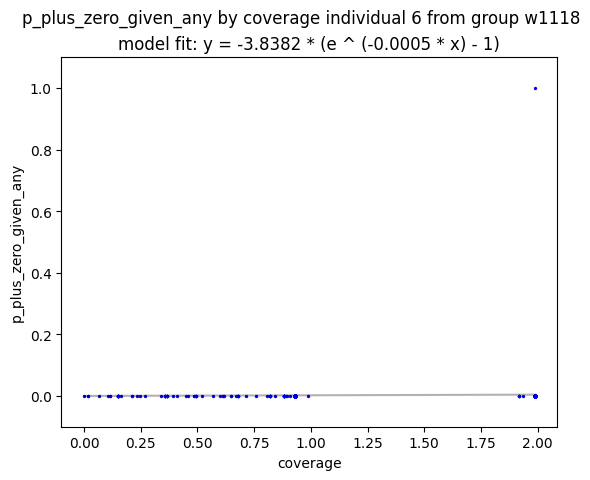 p_plus_zero_given_any by coverage individual 6 from group w1118
model fit: y = -3.8382 * (e ^ (-0.0005 * x) - 1)
p_plus_zero_given_any
1.0
0.8
0.6
0.4
0.2
0.0
0.00 0.25 0.50 0.75 1.00 1.25 1.50 1.75 2.00
coverage